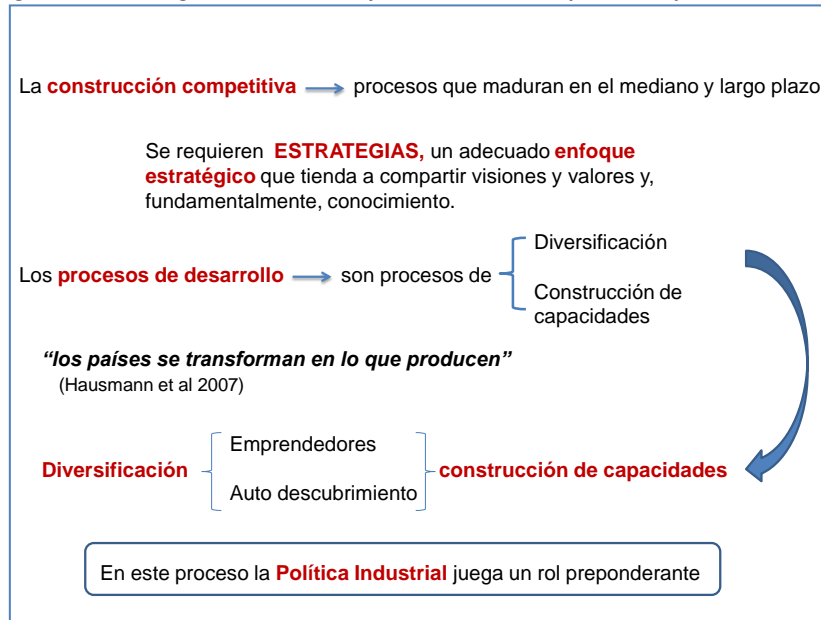 La construcción competitiva procesos que maduran en el mediano y largo plazo
Se requieren ESTRATEGIAS, un adecuado enfoque
estratégico que tienda a compartir visiones y valores y,
fundamentalmente, conocimiento.
Diversificación
Los procesos de desarrollo son procesos de
Construcción de
capacidades
“los países se transforman en lo que producen”
(Hausmann et al 2007)
Emprendedores
Diversificación construcción de capacidades
Auto descubrimiento
En este proceso la Política Industrial juega un rol preponderante